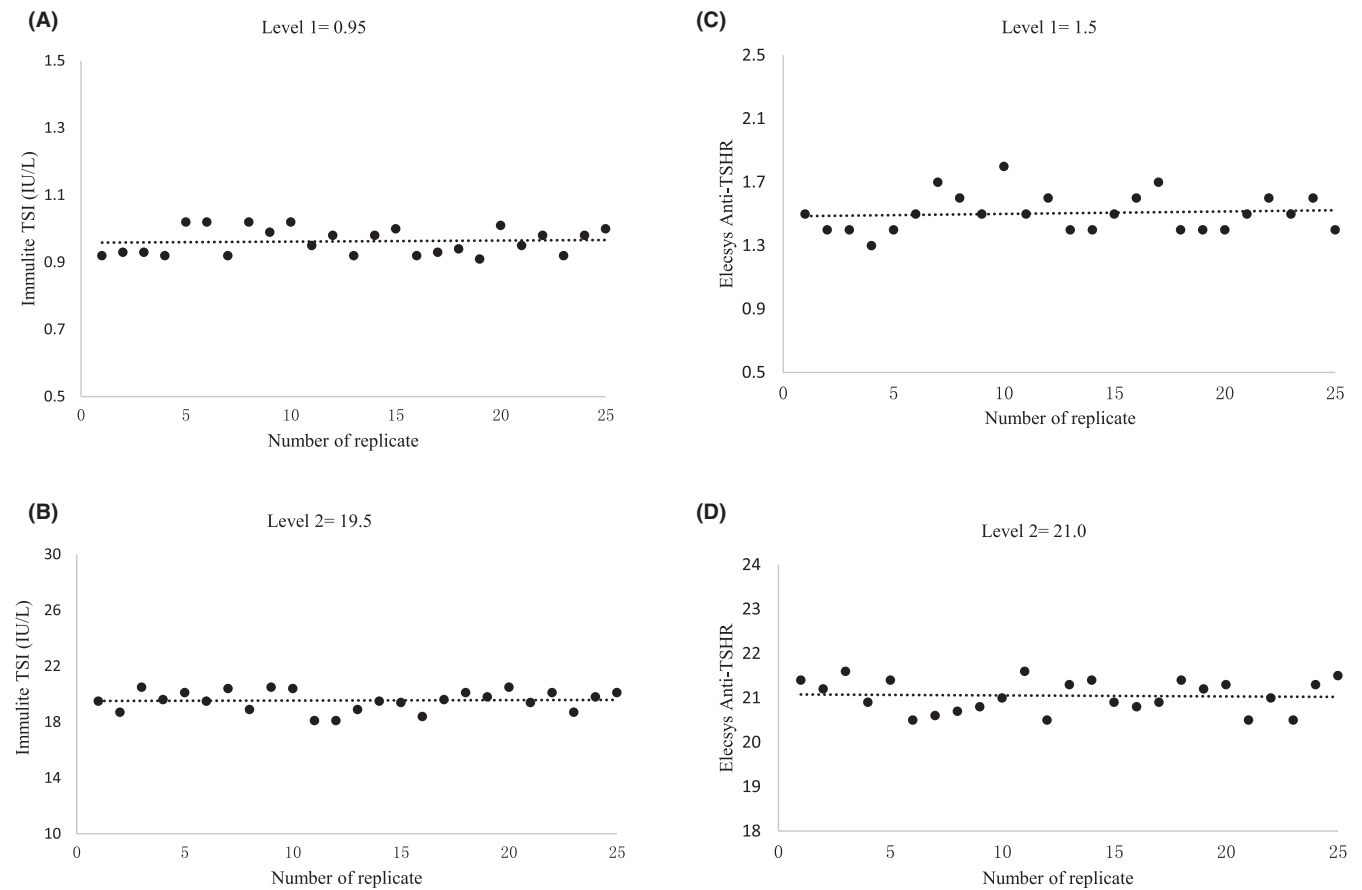 (A)
Level 1= 0.95
Immulite TSI (IU/L)
1.5
1.3
1.1
0.9
0.7
0.5
0 5 10 15 20 25
Number of replicate
(C)
Level 1= 1.5
Elecsys Anti-TSHR
2.5
2.1
1.7
1.3
0.9
0.5
0 5 10 15 20 25
Number of replicate
(B)
Level 2= 19.5
Immulite TSI (IU/L)
30
26
22
18
14
10
0 5 10 15 20 25
Number of replicate
(D)
Level 2= 21.0
Elecsys Anti-TSHR
24
23
22
21
20
19
18
0 5 10 15 20 25
Number of replicate